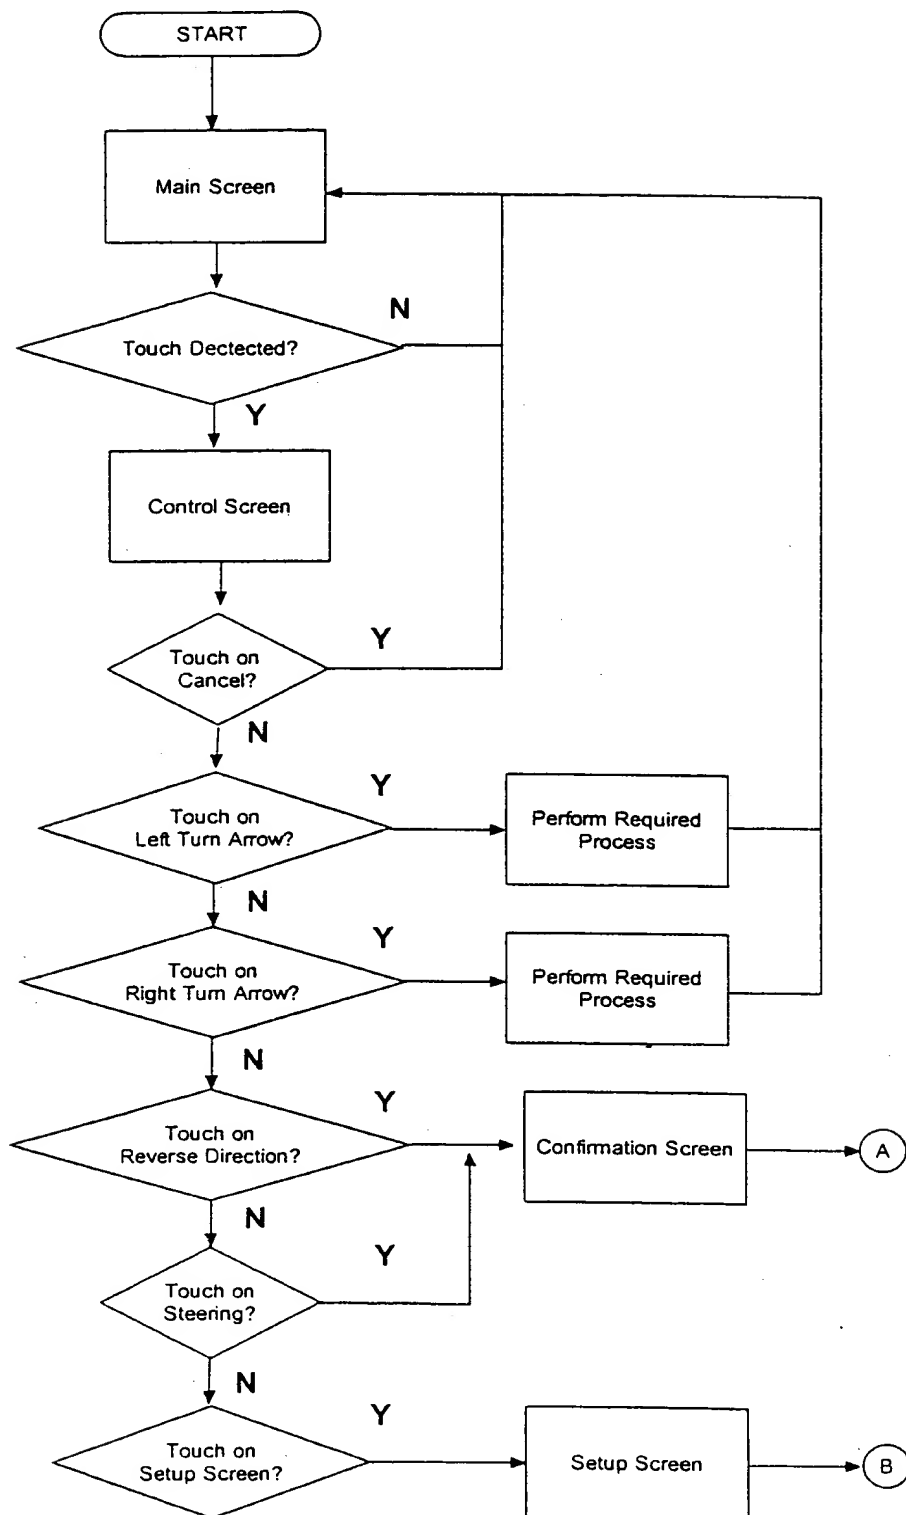 START
Main Screen
N
Touch Dectected?
Y
Control Screen
Y
Touch on
Cancel?
N
Y
Touch on
Left Turn Arrow?
Perform Required
Process
N
Y
Touch on
Right Turn Arrow?
Perform Required
Process
N
Y
Touch on
Reverse Direction?
Confirmation Screen
A
N
Y
Touch on
Steering?
N
Y
Touch on
Setup Screen?
Setup Screen
B